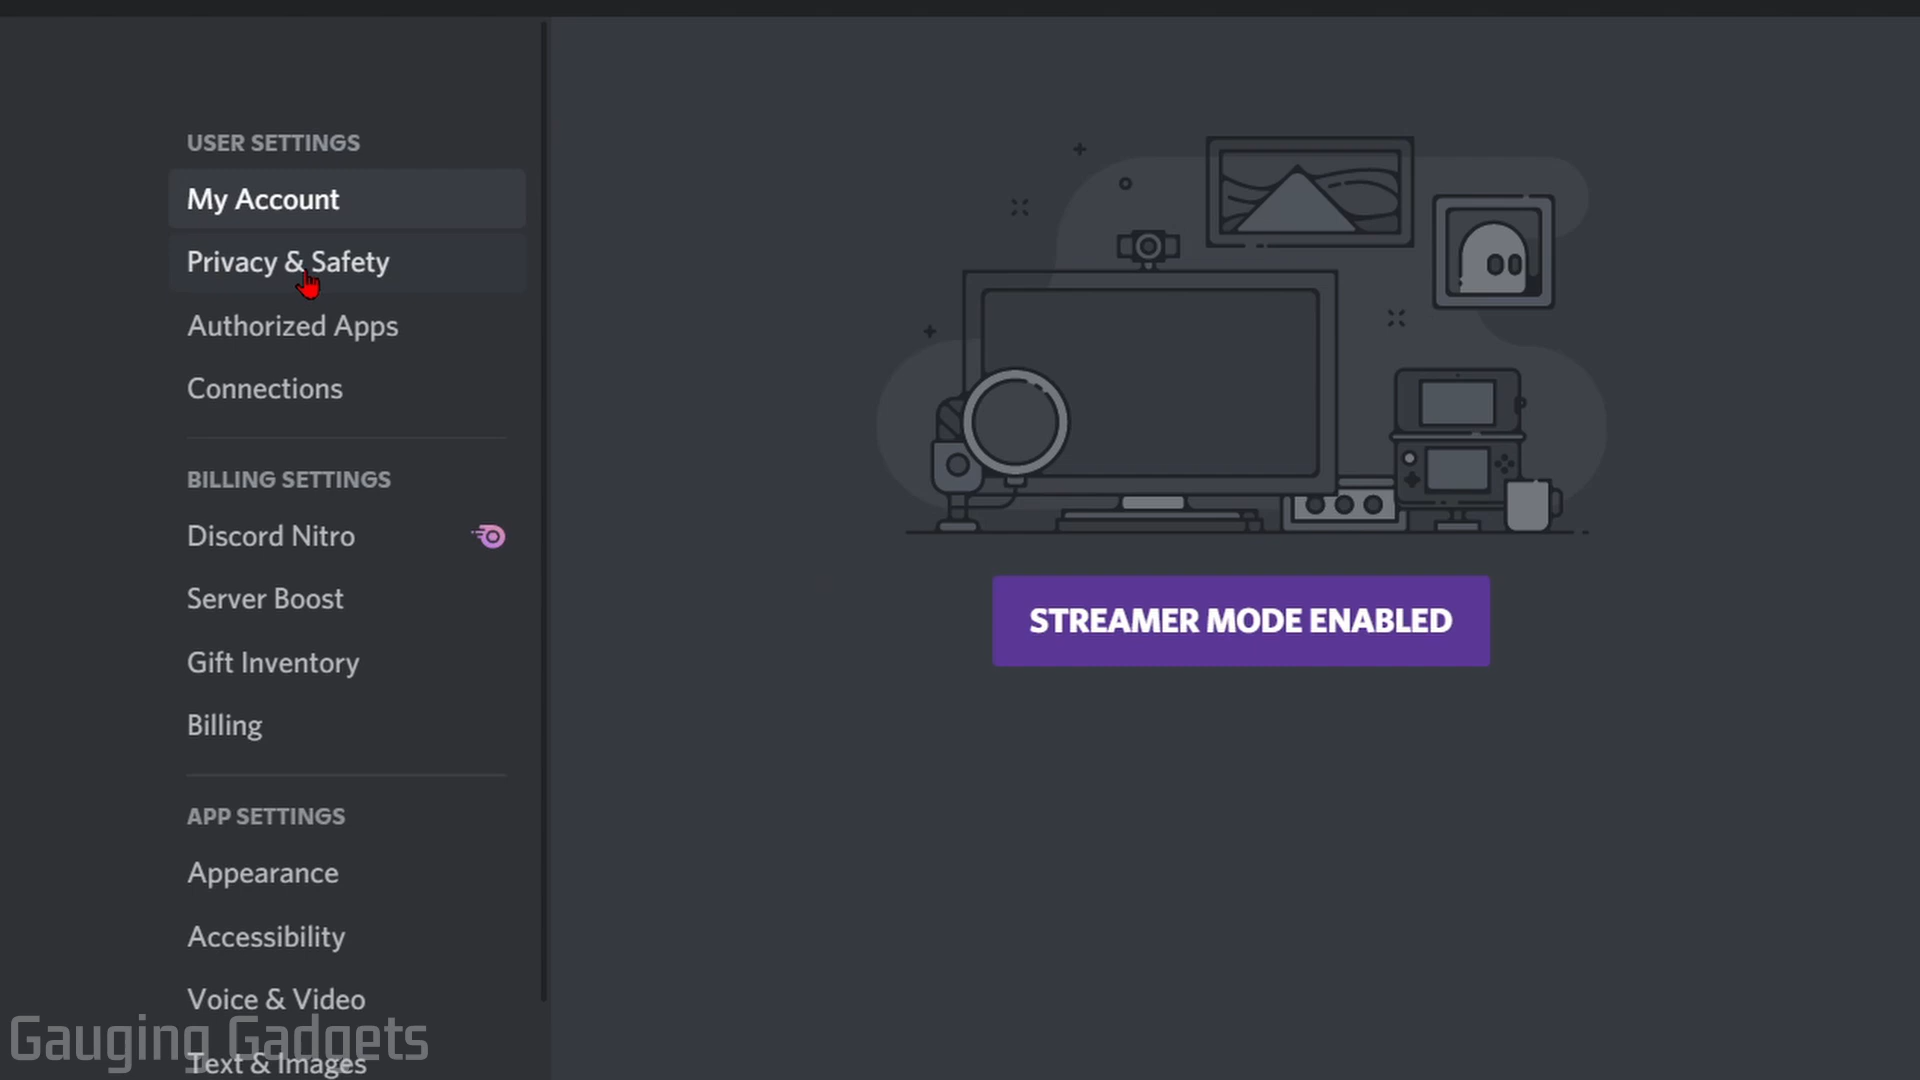 USER SETTINGS
My Account
Privacy & Safety
Authorized Apps
Connections
BILLING SETTINGS
Discord Nitro
Server Boost
Gift Inventory
Billing
APP SETTINGS
Appearance
Accessibility
Voice & Video
Text & Images
Gauging Gadgets
STREAMER MODE ENABLED